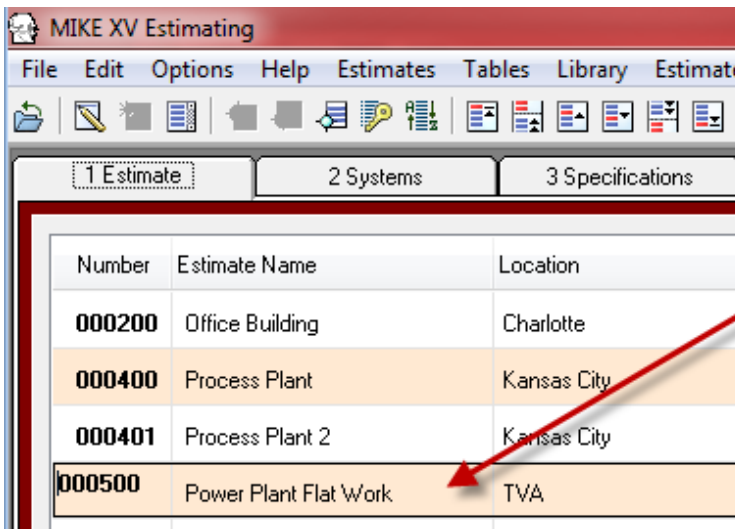 MIKE XV Estimating
File Edit Options Help Estimates Tables Library Estimate
1 Estimate 2 Systems 3 Specifications
Number Estimate Name Location
000200 Office Building Charlotte
000400 Process Plant Kansas City
000401 Process Plant 2 Kansas City
000500 Power Plant Flat Work TVA